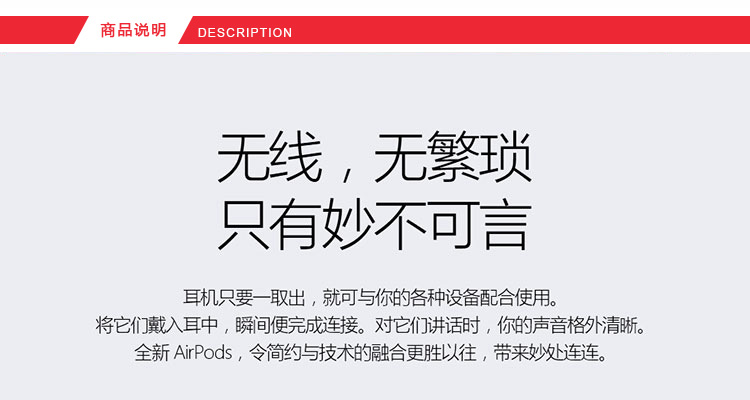 商品说明
DESCRIPTION
无线，无繁琐
只有妙不可言
耳机只要一取出，就可与你的各种设备配合使用。
将它们戴入耳中，瞬间便完成连接。对它们讲话时，你的声音格外清晰。
全新 AirPods，令简约与技术的融合更胜以往，带来妙处连连。